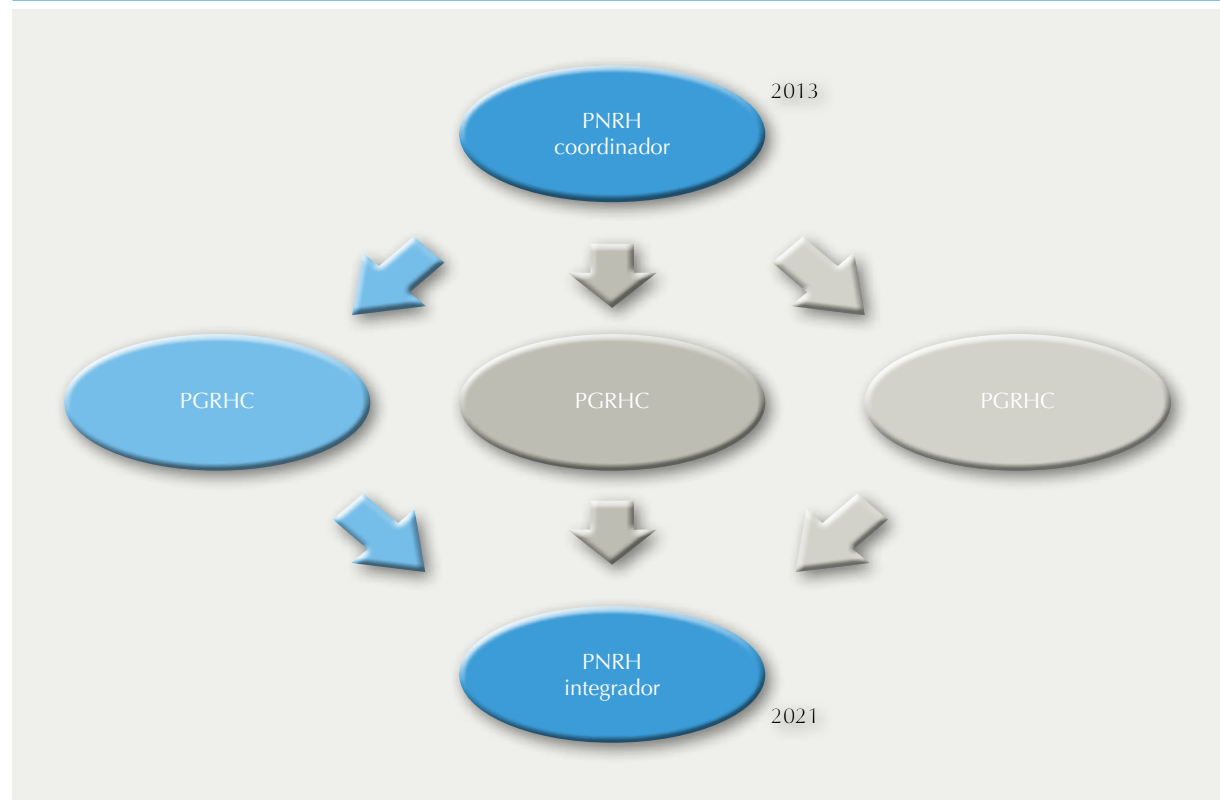 2013
PNRH
coordinador
PGRHC
PGRHC
PGRHC
PNRH
integrador
2021